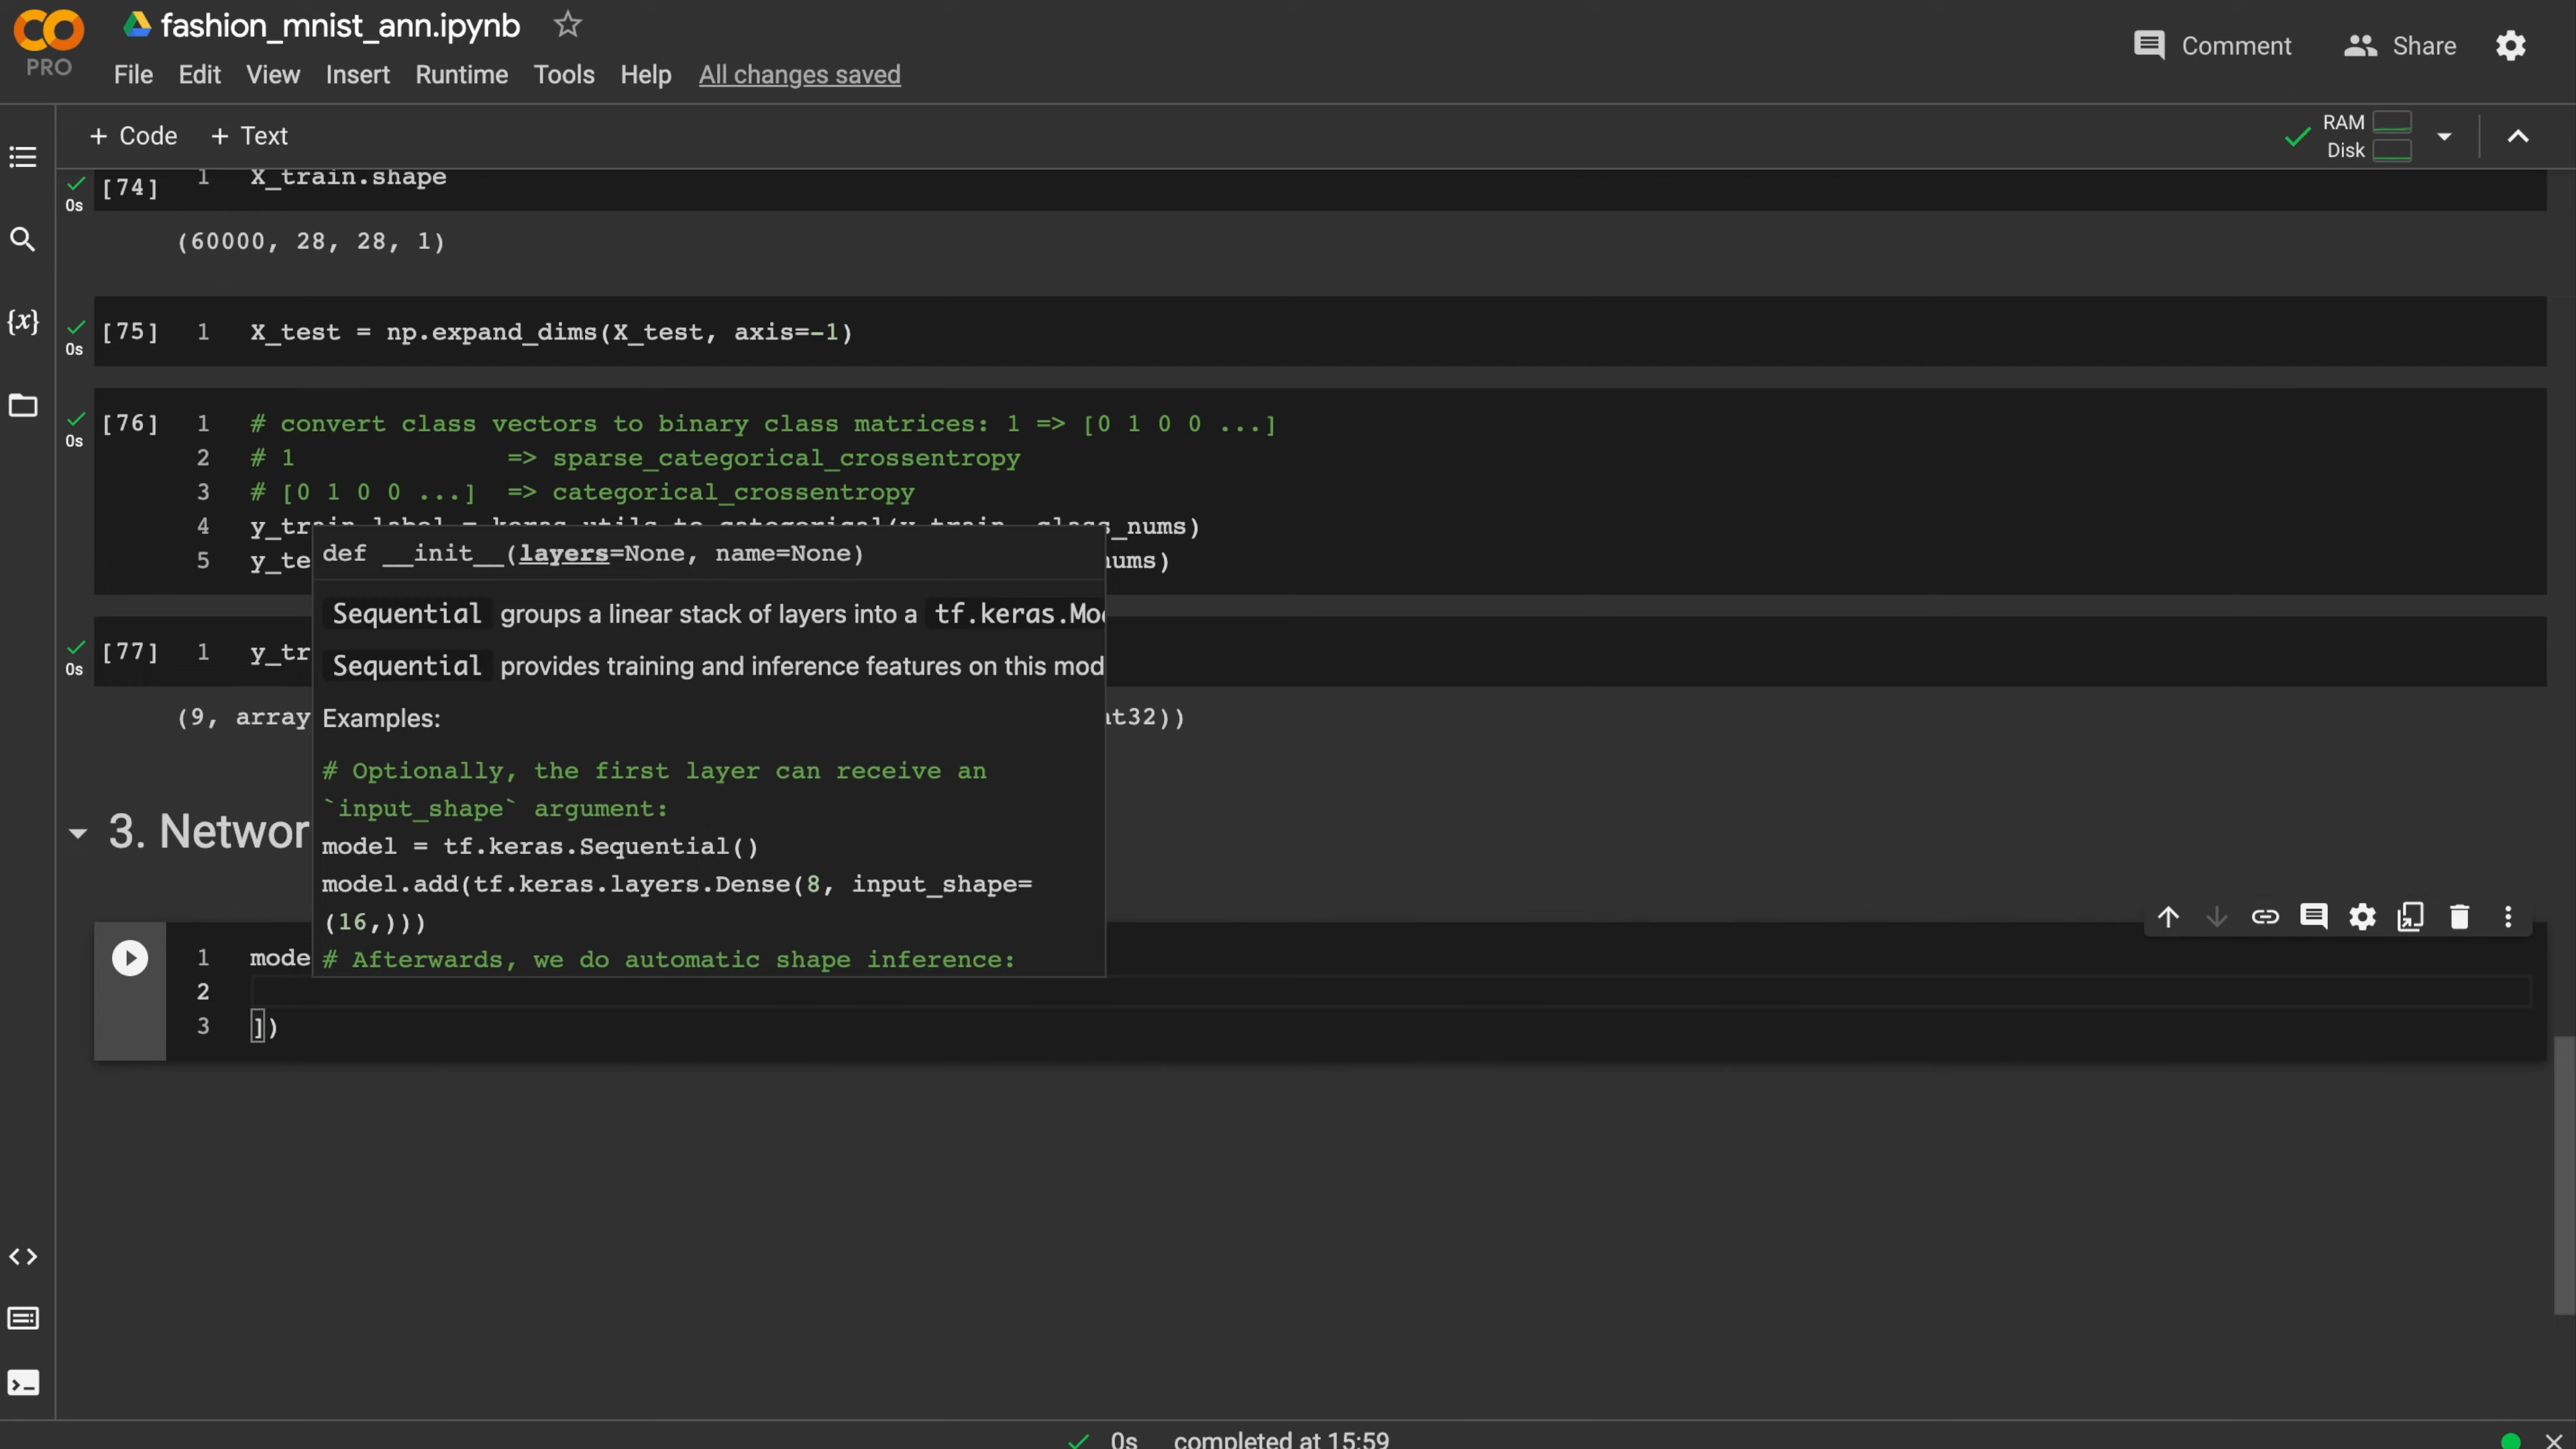 fashion_mnist_ann.ipynb
PRO
File Edit View Insert Runtime Tools Help All changes saved
Comment Share
+ Code + Text
RAM
Disk
[74] 1 X_train.shape
0s
(60000, 28, 28, 1)
[75] 1 X_test = np.expand_dims(X_test, axis=-1)
0s
[76] 1 # convert class vectors to binary class matrices: 1 => [0 1 0 0 ...]
0s
2 # 1 => sparse_categorical_crossentropy
3 # [0 1 0 0 ...] => categorical_crossentropy
4 y_train_label = keras.utils.to_categorical(y_train, class_nums)
5 y_te nums)
def __init__(layers=None, name=None)
Sequential groups a linear stack of layers into a tf.keras.Mod
[77] 1 y_tr
0s
Sequential provides training and inference features on this mod
(9, array t32))
Examples:
# Optionally, the first layer can receive an
`input_shape` argument:
3. Networ
model = tf.keras.Sequential()
model.add(tf.keras.layers.Dense(8, input_shape=
(16,)))
1 mode
# Afterwards, we do automatic shape inference:
2
3 ])
0s completed at 15:59